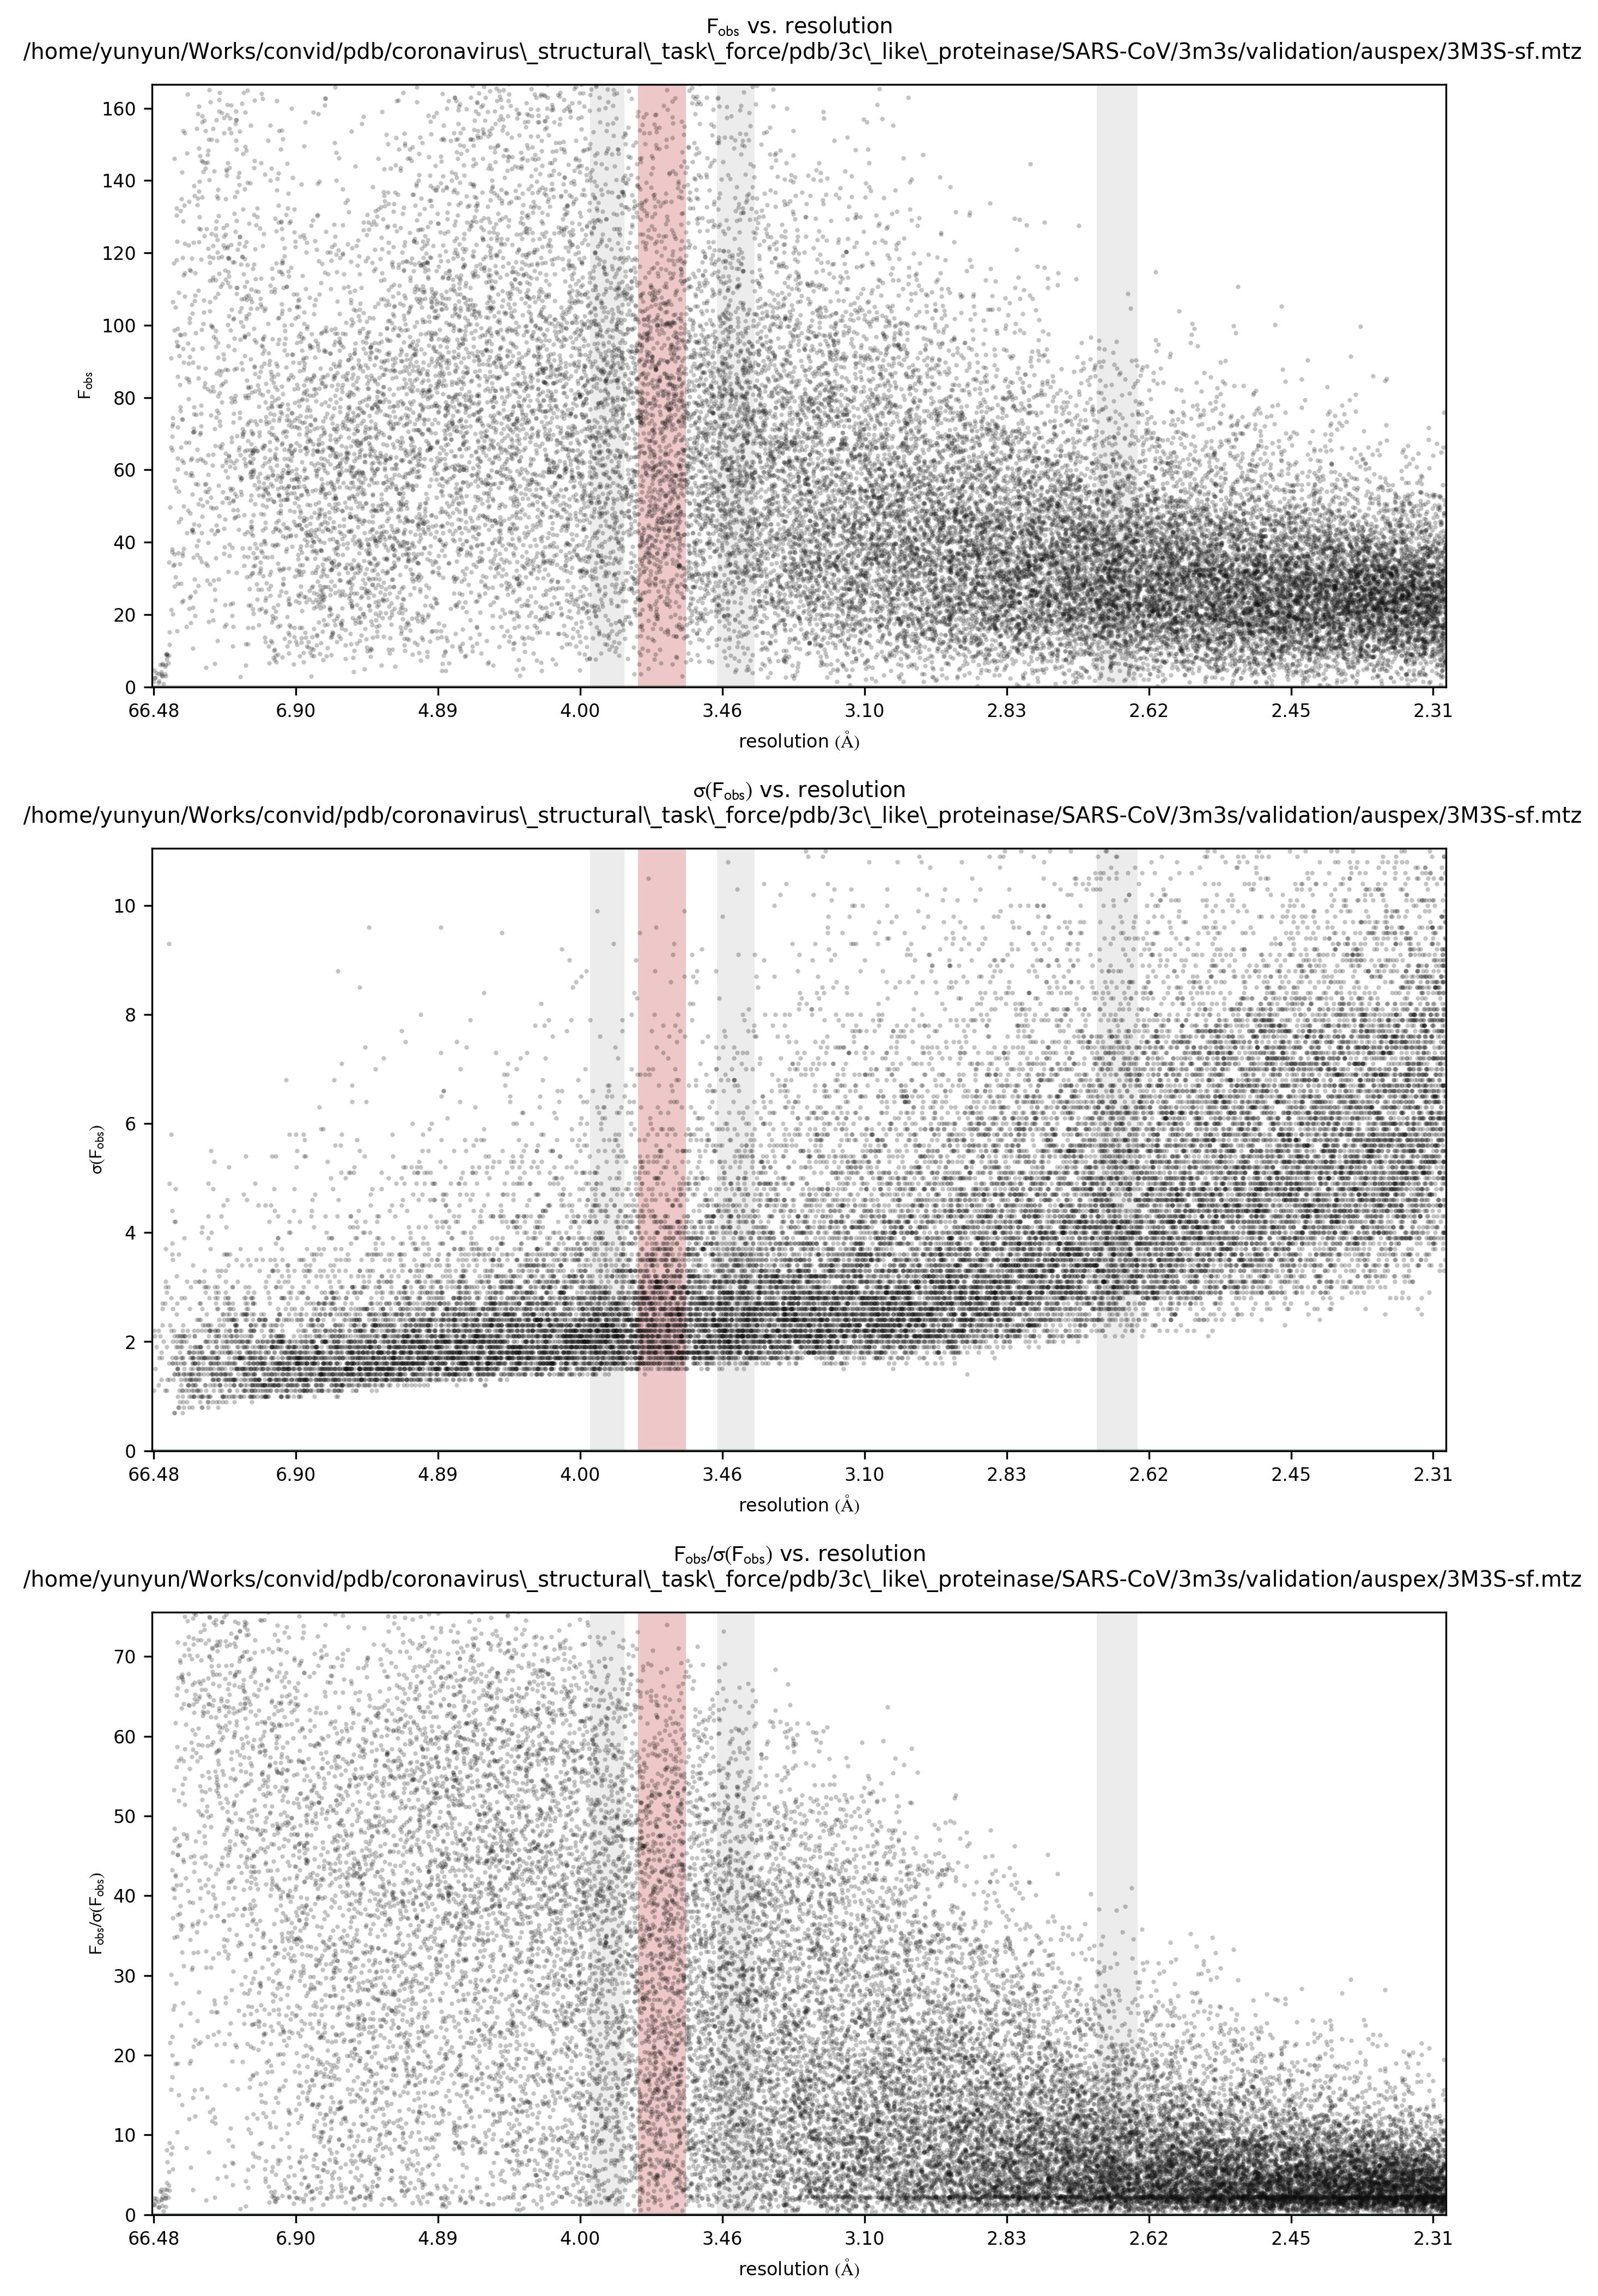 Fobs vs. resolution
/home/yunyun/Works/convid/pdb/coronavirus\_structural\_task\_force/pdb/3c\_like\_proteinase/SARS-CoV/3m3s/validation/auspex/3M3S-sf.mtz
160
140
120
100
80
60
40
20
0
Fobs
66.48 6.90 4.89 4.00 3.46 3.10 2.83 2.62 2.45 2.31
resolution (Å)
σ(Fobs) vs. resolution
/home/yunyun/Works/convid/pdb/coronavirus\_structural\_task\_force/pdb/3c\_like\_proteinase/SARS-CoV/3m3s/validation/auspex/3M3S-sf.mtz
10
8
6
4
2
0
σ(Fobs)
66.48 6.90 4.89 4.00 3.46 3.10 2.83 2.62 2.45 2.31
resolution (Å)
Fobs/σ(Fobs) vs. resolution
/home/yunyun/Works/convid/pdb/coronavirus\_structural\_task\_force/pdb/3c\_like\_proteinase/SARS-CoV/3m3s/validation/auspex/3M3S-sf.mtz
70
60
50
40
30
20
10
0
Fobs/σ(Fobs)
66.48 6.90 4.89 4.00 3.46 3.10 2.83 2.62 2.45 2.31
resolution (Å)